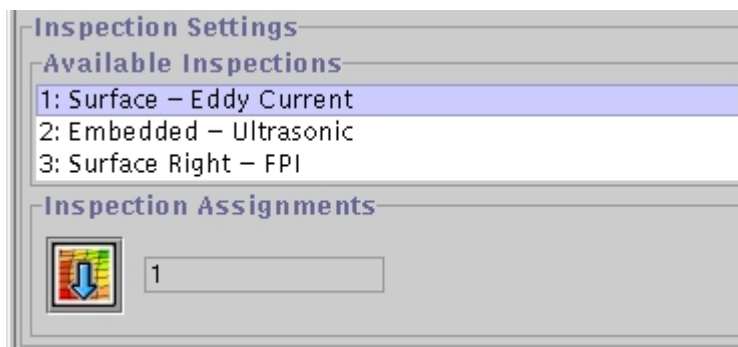 Inspection Settings
Available Inspections
1: Surface – Eddy Current
2: Embedded – Ultrasonic
3: Surface Right – FPI
Inspection Assignments
1